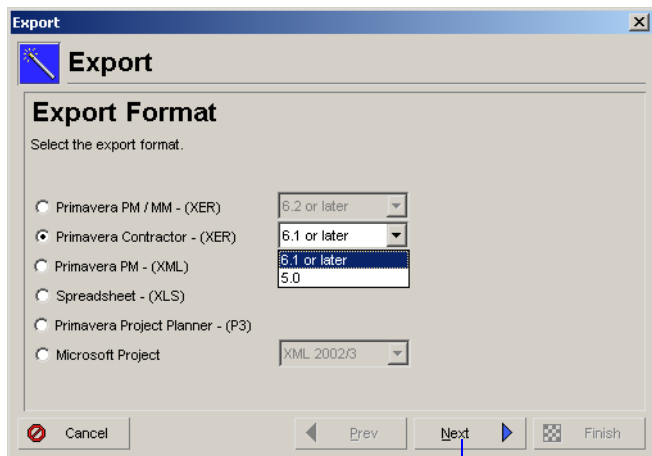 Export
Export
Export Format
Select the export format.
Primavera PM / MM - (XER) 6.2 or later
Primavera Contractor - (XER) 6.1 or later
6.1 or later
Primavera PM - (XML)
5.0
Spreadsheet - (XLS)
Primavera Project Planner - (P3)
Microsoft Project XML 2002/3
Cancel Prev Next Finish